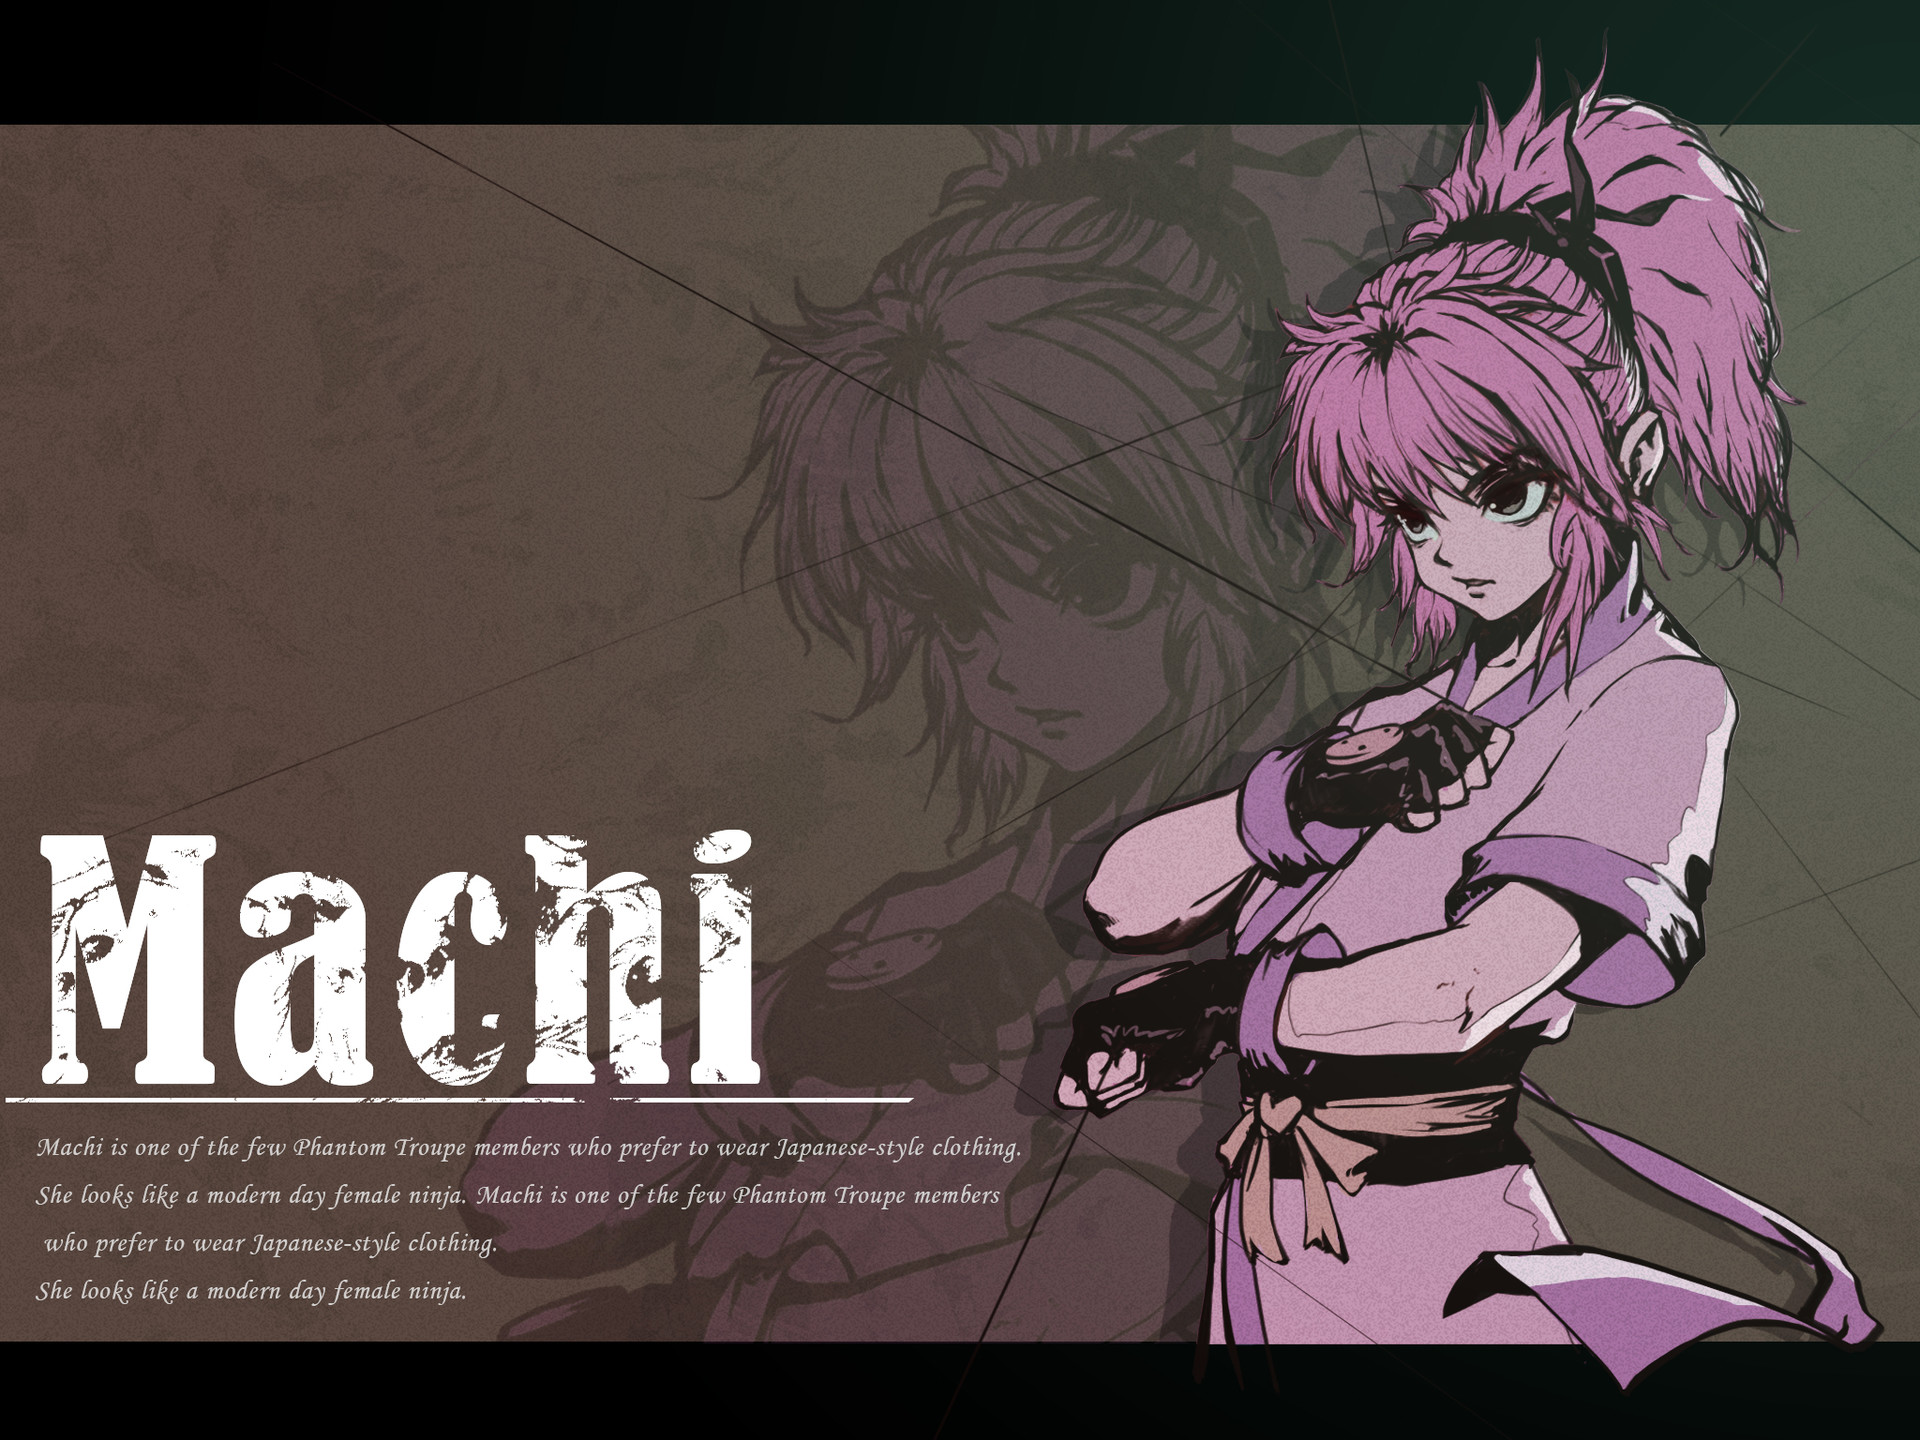 Machi
Machi is one of the few Phantom Troupe members who prefer to wear Japanese-style clothing.
She looks like a modern day female ninja. Machi is one of the few Phantom Troupe members
who prefer to wear Japanese-style clothing.
She looks like a modern day female ninja.